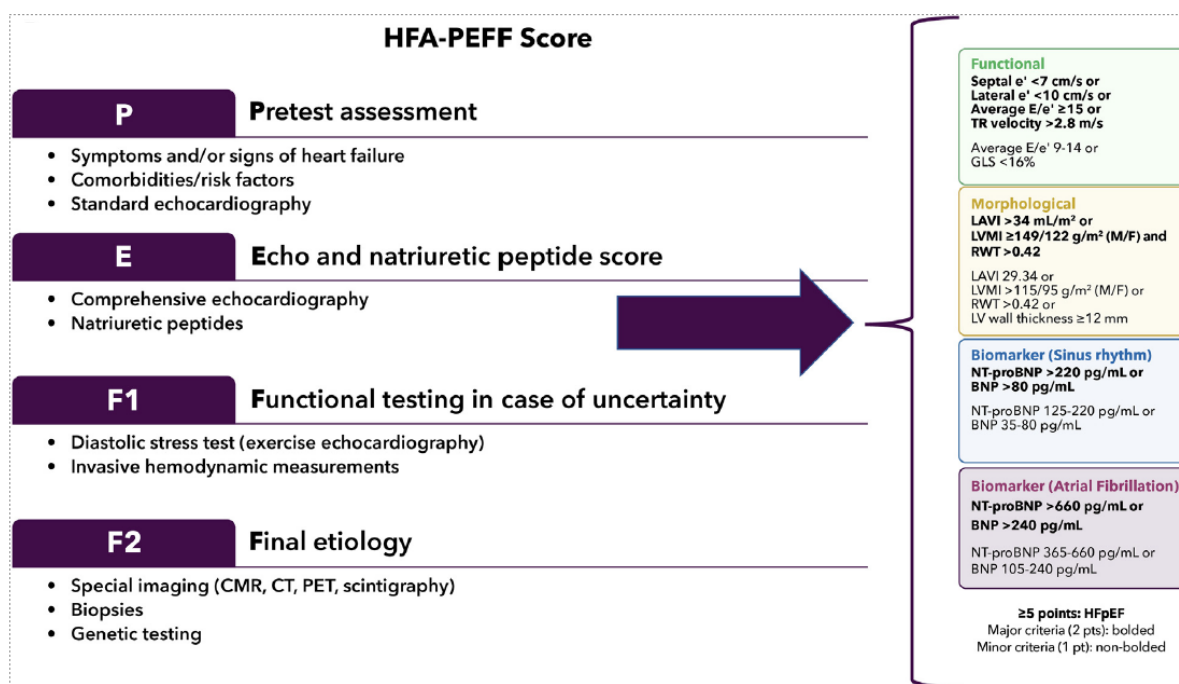 HFA-PEFF Score
P
Pretest assessment
• Symptoms and/or signs of heart failure
• Comorbidities/risk factors
• Standard echocardiography
E
Echo and natriuretic peptide score
• Comprehensive echocardiography
• Natriuretic peptides
F1
Functional testing in case of uncertainty
• Diastolic stress test (exercise echocardiography)
• Invasive hemodynamic measurements
F2
Final etiology
• Special imaging (CMR, CT, PET, scintigraphy)
• Biopsies
• Genetic testing
Functional
Septal e' <7 cm/s or
Lateral e' <10 cm/s or
Average E/e' ≥15 or
TR velocity >2.8 m/s
Average E/e' 9-14 or
GLS <16%
Morphological
LAVI >34 mL/m² or
LVMI ≥149/122 g/m² (M/F) and
RWT >0.42
LAVI 29.34 or
LVMI >115/95 g/m² (M/F) or
RWT >0.42 or
LV wall thickness ≥12 mm
Biomarker (Sinus rhythm)
NT-proBNP >220 pg/mL or
BNP >80 pg/mL
NT-proBNP 125-220 pg/mL or
BNP 35-80 pg/mL
Biomarker (Atrial Fibrillation)
NT-proBNP >660 pg/mL or
BNP >240 pg/mL
NT-proBNP 365-660 pg/mL or
BNP 105-240 pg/mL
≥5 points: HFpEF
Major criteria (2 pts): bolded
Minor criteria (1 pt): non-bolded